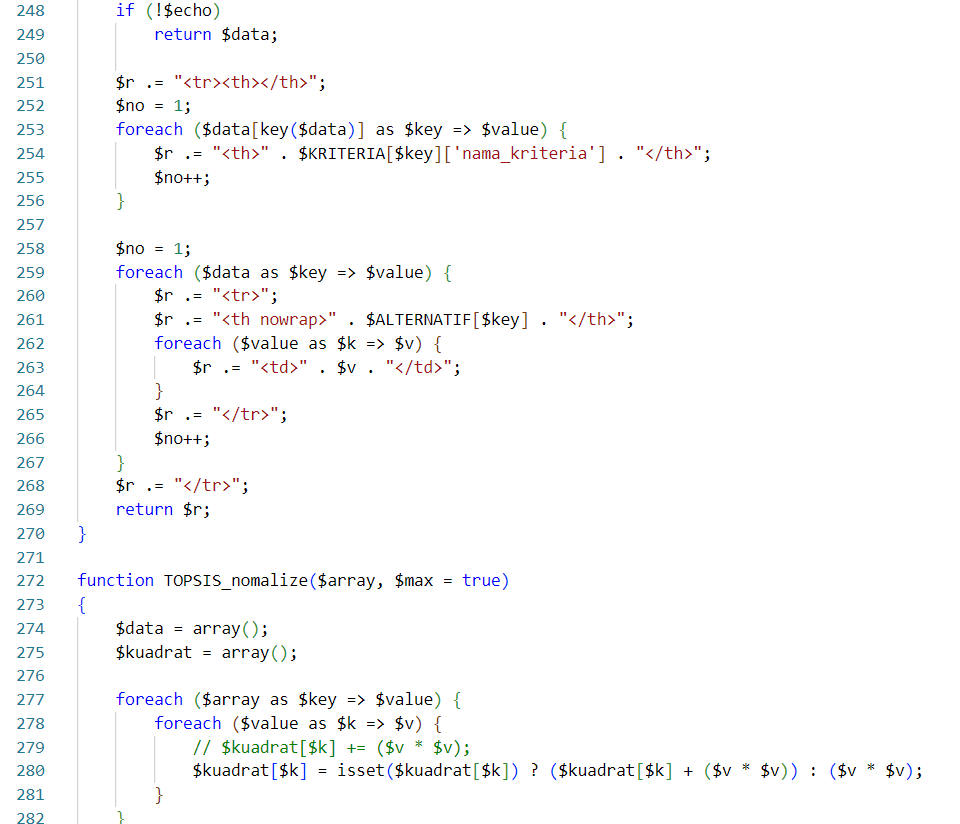 248 if (!$echo)
249 return $data;
250
251 $r .= "<tr><th></th>";
252 $no = 1;
253 foreach ($data[key($data)] as $key => $value) {
254 $r .= "<th>" . $KRITERIA[$key]['nama_kriteria'] . "</th>";
255 $no++;
256 }
257
258 $no = 1;
259 foreach ($data as $key => $value) {
260 $r .= "<tr>";
261 $r .= "<th nowrap>" . $ALTERNATIF[$key] . "</th>";
262 foreach ($value as $k => $v) {
263 $r .= "<td>" . $v . "</td>";
264 }
265 $r .= "</tr>";
266 $no++;
267 }
268 $r .= "</tr>";
269 return $r;
270 }
271
272 function TOPSIS_nomalize($array, $max = true)
273 {
274 $data = array();
275 $kuadrat = array();
276
277 foreach ($array as $key => $value) {
278 foreach ($value as $k => $v) {
279 // $kuadrat[$k] += ($v * $v);
280 $kuadrat[$k] = isset($kuadrat[$k]) ? ($kuadrat[$k] + ($v * $v)) : ($v * $v);
281 }
282 }